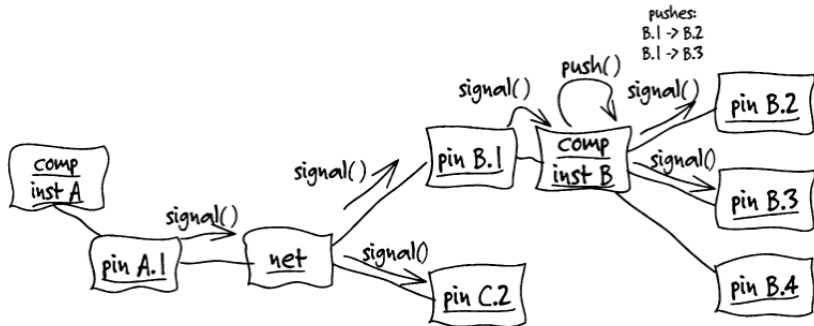 pushes:
B.1 -> B.2
B.1 -> B.3
push()
signal()
signal()
pin B.2
comp
inst A
signal()
pin B.1
comp
inst B
signal()
pin B.3
signal()
pin A.1
net
signal()
pin C.2
pin B.4